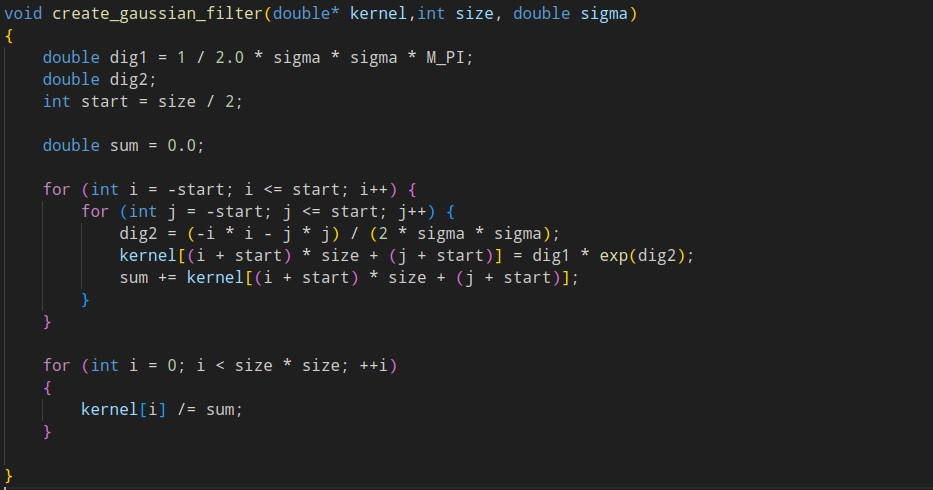 void create_gaussian_filter(double* kernel,int size, double sigma)
{
    double dig1 = 1 / 2.0 * sigma * sigma * M_PI;
    double dig2;
    int start = size / 2;

    double sum = 0.0;

    for (int i = -start; i <= start; i++) {
        for (int j = -start; j <= start; j++) {
            dig2 = (-i * i - j * j) / (2 * sigma * sigma);
            kernel[(i + start) * size + (j + start)] = dig1 * exp(dig2);
            sum += kernel[(i + start) * size + (j + start)];
        }
    }

    for (int i = 0; i < size * size; ++i)
    {
        kernel[i] /= sum;
    }

}